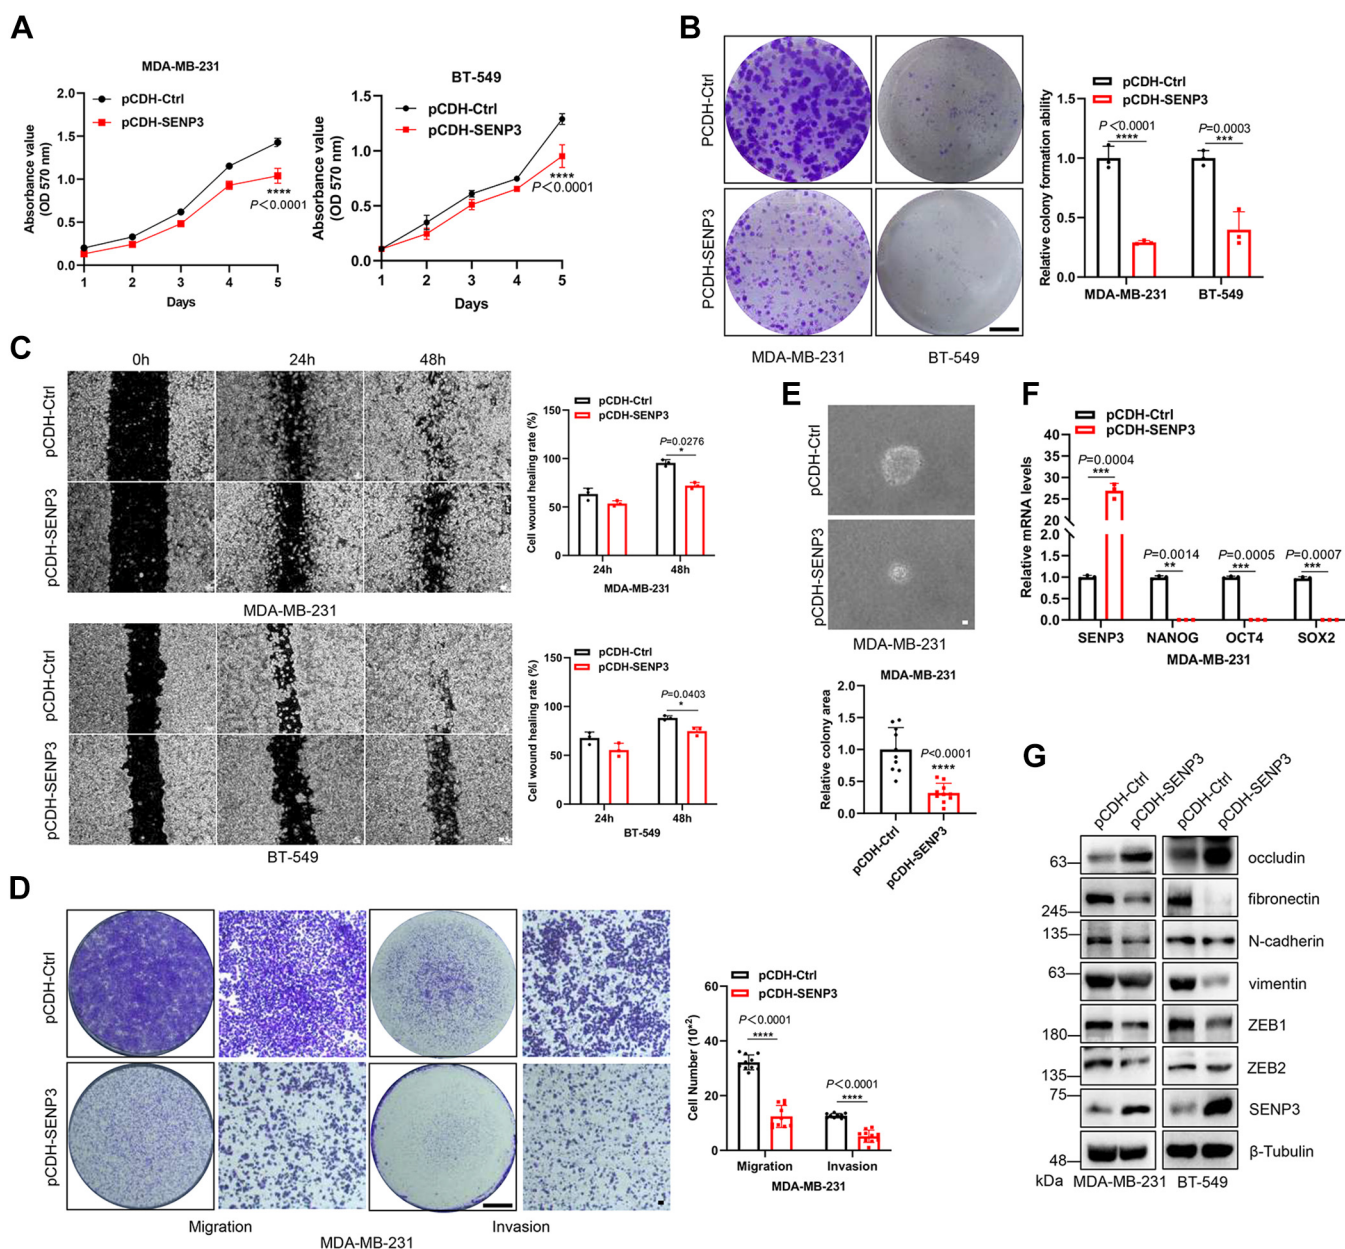 A
MDA-MB-231
pCDH-Ctrl
pCDH-SENP3
Absorbance value
(OD 570 nm)
2.0
1.5
1.0
0.5
0.0
****
P<0.0001
1 2 3 4 5
Days
BT-549
pCDH-Ctrl
pCDH-SENP3
Absorbance value
(OD 570 nm)
1.5
1.0
0.5
0.0
****
P<0.0001
1 2 3 4 5
Days
B
PCDH-Ctrl
PCDH-SENP3
MDA-MB-231
BT-549
pCDH-Ctrl
pCDH-SENP3
Relative colony formation ability
1.5
1.0
0.5
0.0
P<0.0001
****
P=0.0003
***
MDA-MB-231
BT-549
C
0h
24h
48h
pCDH-Ctrl
pCDH-SENP3
MDA-MB-231
pCDH-Ctrl
pCDH-SENP3
Cell wound healing rate (%)
150
100
50
0
P=0.0276
*
24h
48h
MDA-MB-231
pCDH-Ctrl
pCDH-SENP3
BT-549
pCDH-Ctrl
pCDH-SENP3
Cell wound healing rate (%)
150
100
50
0
P=0.0403
*
24h
48h
BT-549
D
pCDH-Ctrl
pCDH-SENP3
Migration
Invasion
MDA-MB-231
pCDH-Ctrl
pCDH-SENP3
Cell Number (10^2)
60
40
20
0
P<0.0001
****
P<0.0001
****
Migration
Invasion
MDA-MB-231
E
pCDH-Ctrl
pCDH-SENP3
MDA-MB-231
MDA-MB-231
Relative colony area
2.0
1.5
1.0
0.5
0.0
P<0.0001
****
pCDH-Ctrl
pCDH-SENP3
F
pCDH-Ctrl
pCDH-SENP3
Relative mRNA levels
40
35
30
25
20
2.0
1.5
1.0
0.5
0.0
P=0.0004
***
P=0.0014
**
P=0.0005
***
P=0.0007
***
SENP3
NANOG
OCT4
SOX2
MDA-MB-231
G
pCDH-Ctrl
pCDH-SENP3
pCDH-Ctrl
pCDH-SENP3
63
occludin
245
fibronectin
135
N-cadherin
63
vimentin
180
ZEB1
135
ZEB2
75
SENP3
48
β-Tubulin
kDa
MDA-MB-231
BT-549